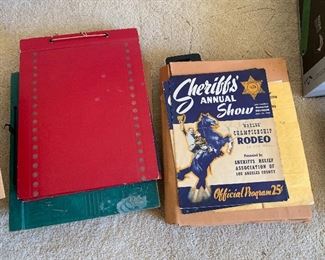 Sheriffs'
ANNUAL
Show
WORLDS
CHAMPIONSHIP
RODEO
Presented by
SHERIFFS RELIEF
ASSOCIATION OF
LOS ANGELES COUNTY
Official Program 25¢